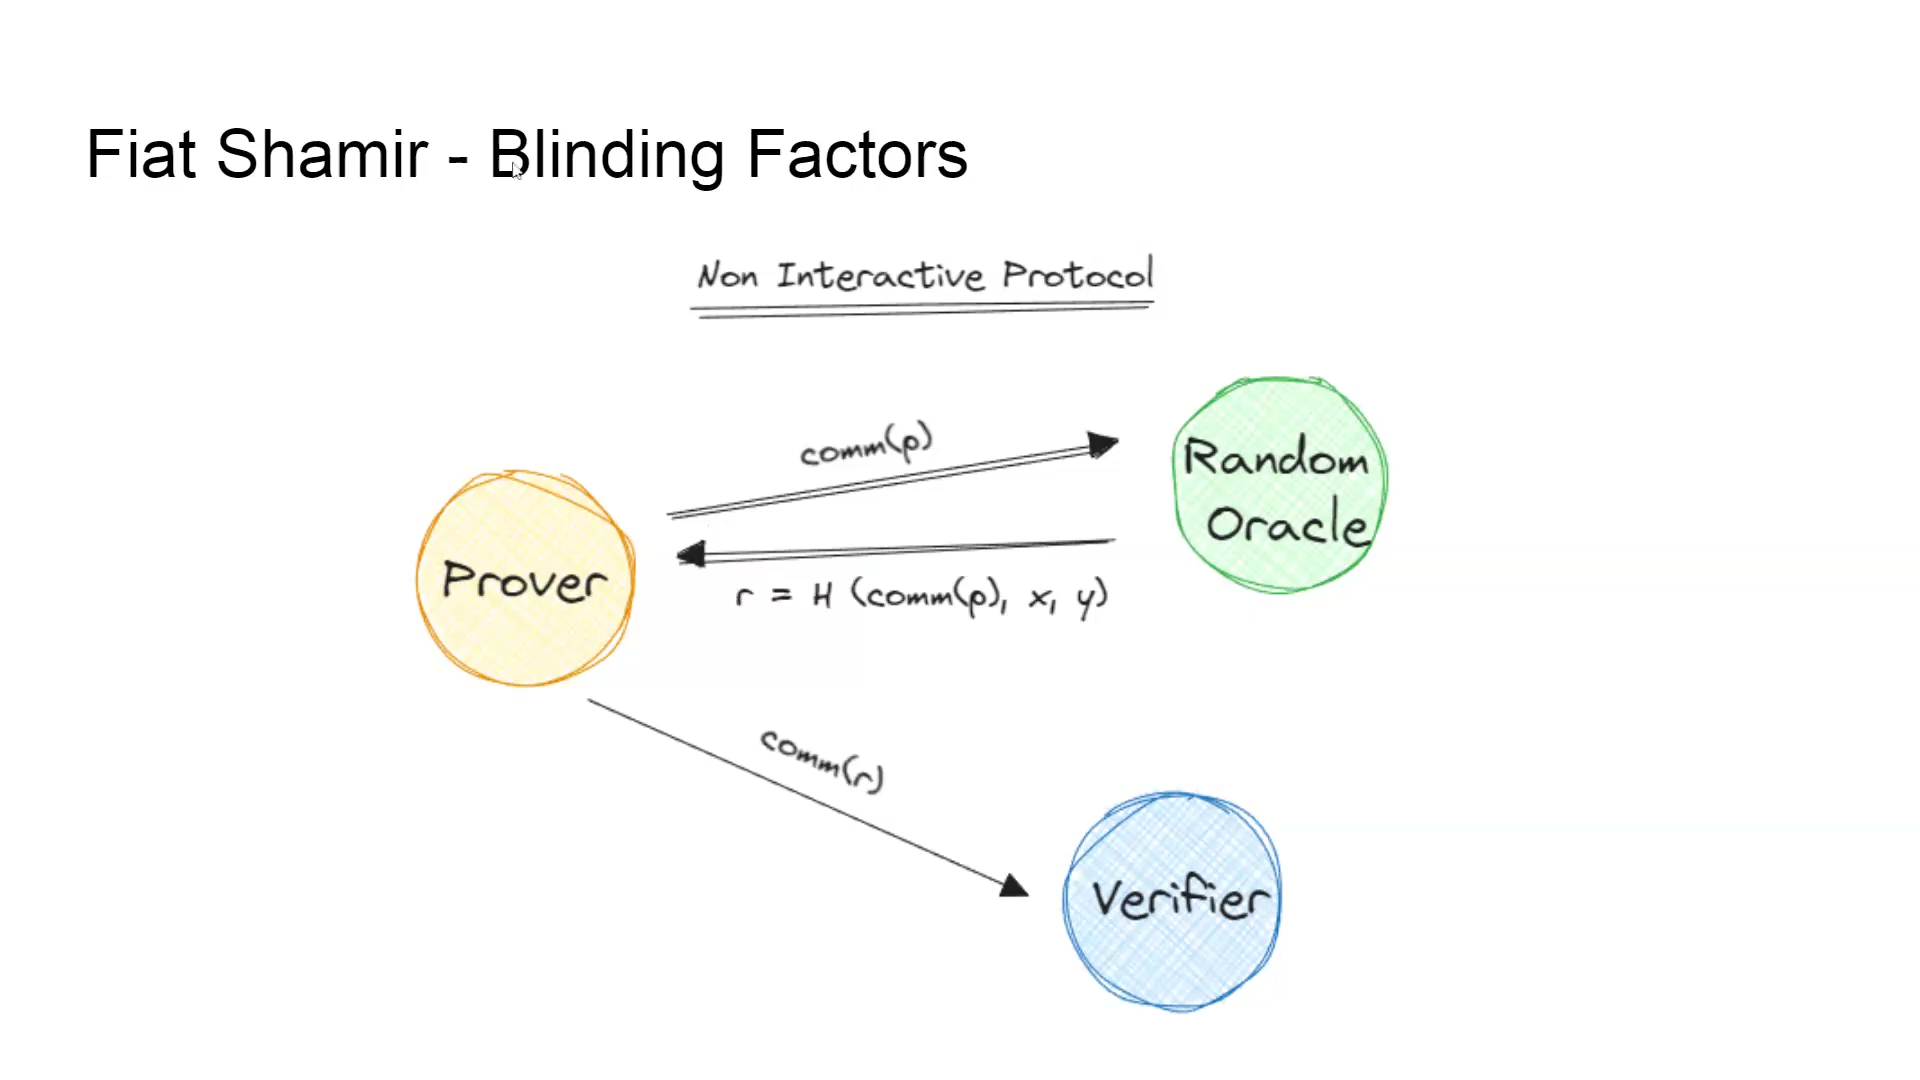 Fiat Shamir - Blinding Factors
Non Interactive Protocol
comm(p)
Random
Oracle
Prover
r = H (comm(p), x, y)
comm(r)
Verifier